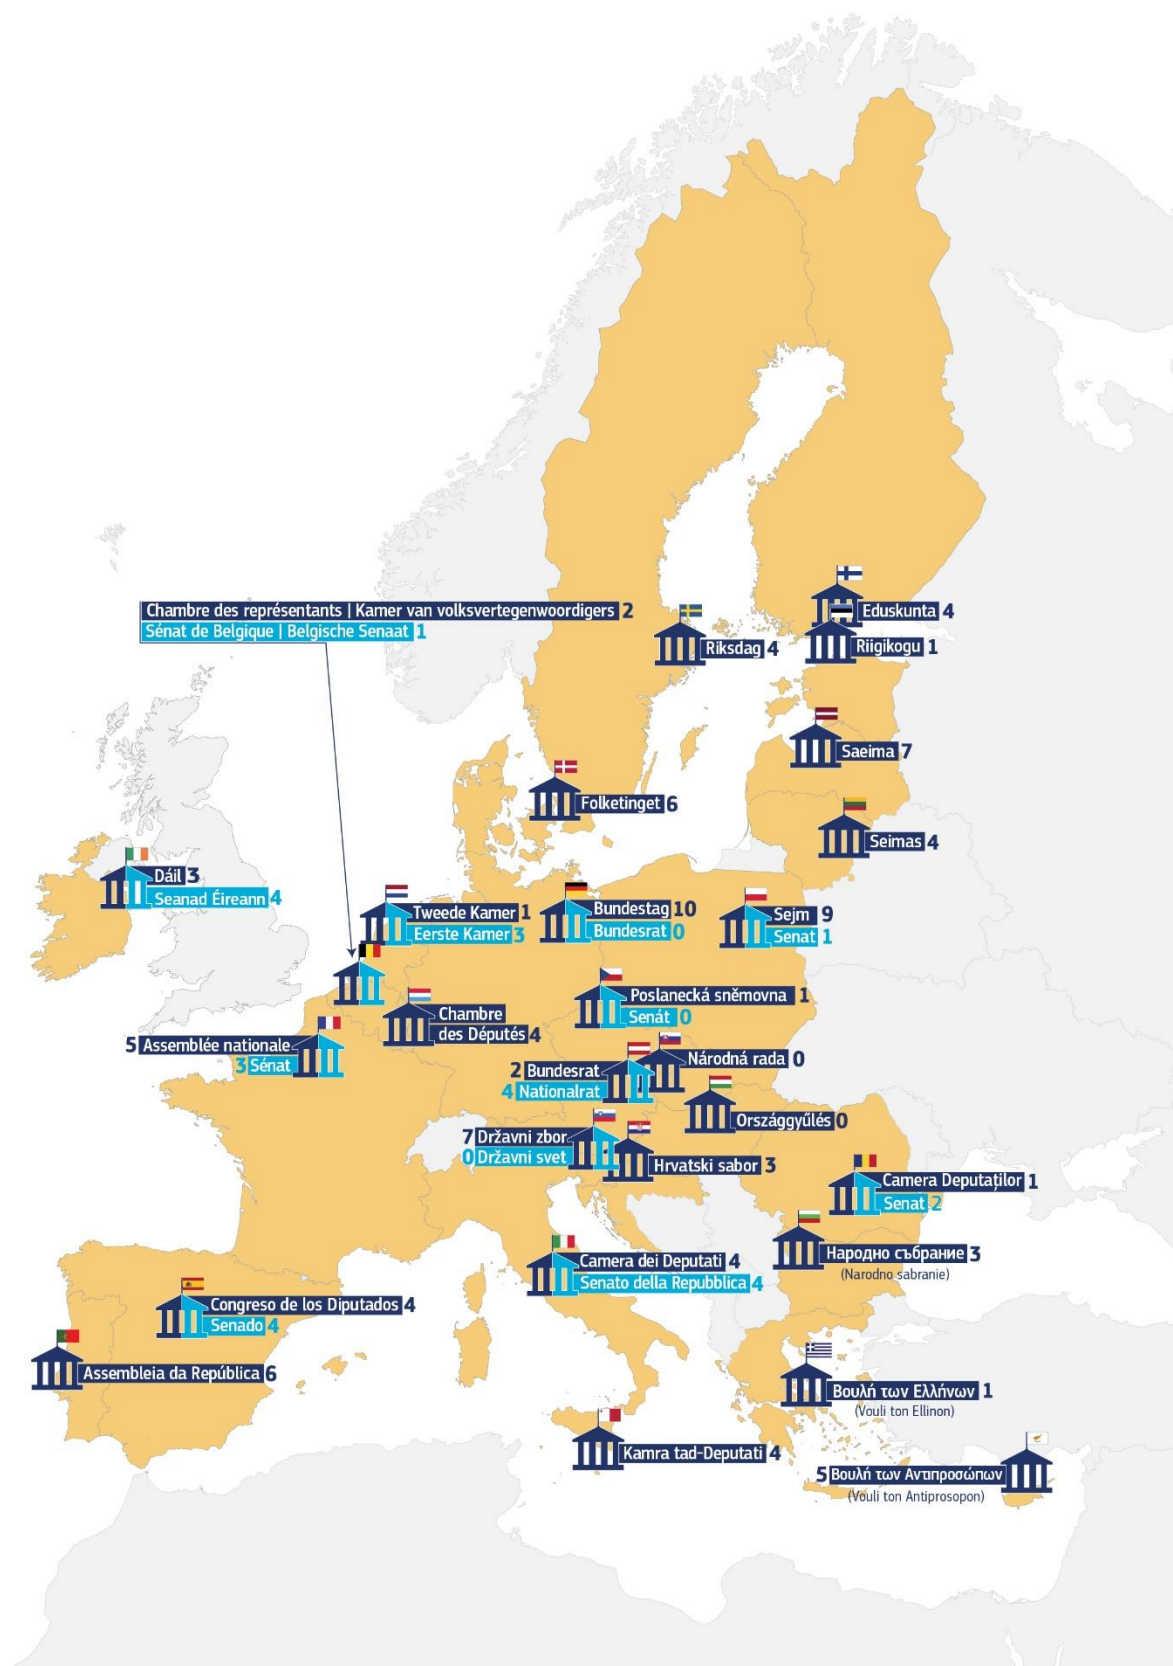 Eduskunta 4
Chambre des représentants | Kamer van volksvertegenwoordigers 2
Sénat de Belgique | Belgische Senaat 1
Riksdag 4
Riigikogu 1
Saeima 7
Folketinget 6
Seimas 4
Dáil 3
Seanad Éireann 4
Tweede Kamer 1
Eerste Kamer 3
Bundestag 10
Bundesrat 0
Sejm 9
Senat 1
Poslanecká sněmovna 1
Senát 0
Chambre
des Députés 4
5 Assemblée nationale
3 Sénat
Národná rada 0
2 Bundesrat
4 Nationalrat
Országgyűlés 0
7 Državni zbor
0 Državni svet
Hrvatski sabor 3
Camera Deputaților 1
Senat 2
Народно събрание 3
(Narodno sabranie)
Camera dei Deputati 4
Senato della Repubblica 4
Congreso de los Diputados 4
Senado 4
Assembleia da República 6
Βουλή των Ελλήνων 1
(Vouli ton Ellinon)
Kamra tad-Deputati 4
5 Βουλή των Αντιπροσώπων
(Vouli ton Antiprosopon)